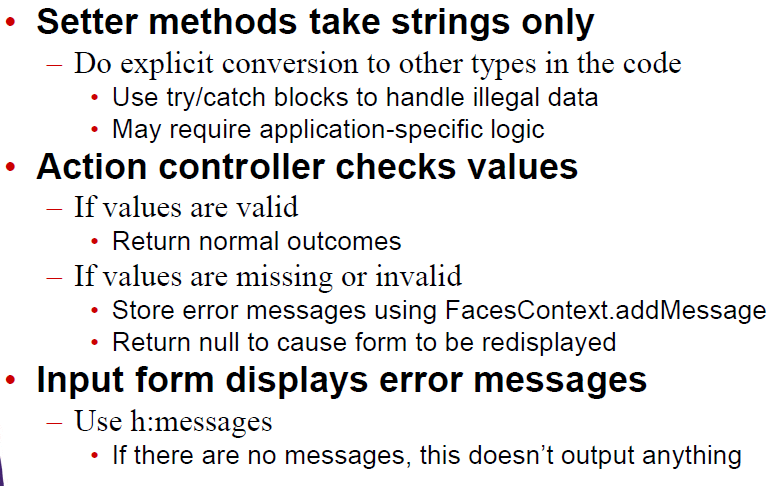 • Setter methods take strings only
– Do explicit conversion to other types in the code
• Use try/catch blocks to handle illegal data
• May require application-specific logic
• Action controller checks values
– If values are valid
• Return normal outcomes
– If values are missing or invalid
• Store error messages using FacesContext.addMessage
• Return null to cause form to be redisplayed
• Input form displays error messages
– Use h:messages
• If there are no messages, this doesn’t output anything